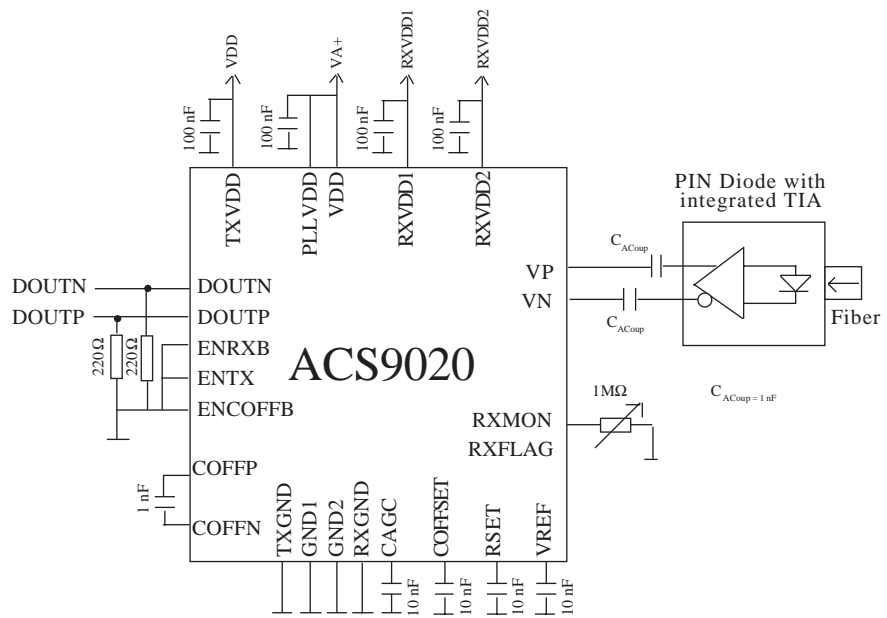 VDD
VA+
RXVDD1
RXVDD2
100 nF
100 nF
100 nF
100 nF
TXVDD
PLLVDD
VDD
RXVDD1
RXVDD2
PIN Diode with
integrated TIA
C ACoup
VP
VN
C ACoup
Fiber
DOUTN
DOUTN
DOUTP
DOUTP
220Ω
220Ω
ENRXB
ENTX
ENCOFFB
ACS9020
1MΩ
C ACoup = 1 nF
RXMON
RXFLAG
COFFP
1 nF
COFFN
TXGND
GND1
GND2
RXGND
CAGC
COFFSET
RSET
VREF
10 nF
10 nF
10 nF
10 nF